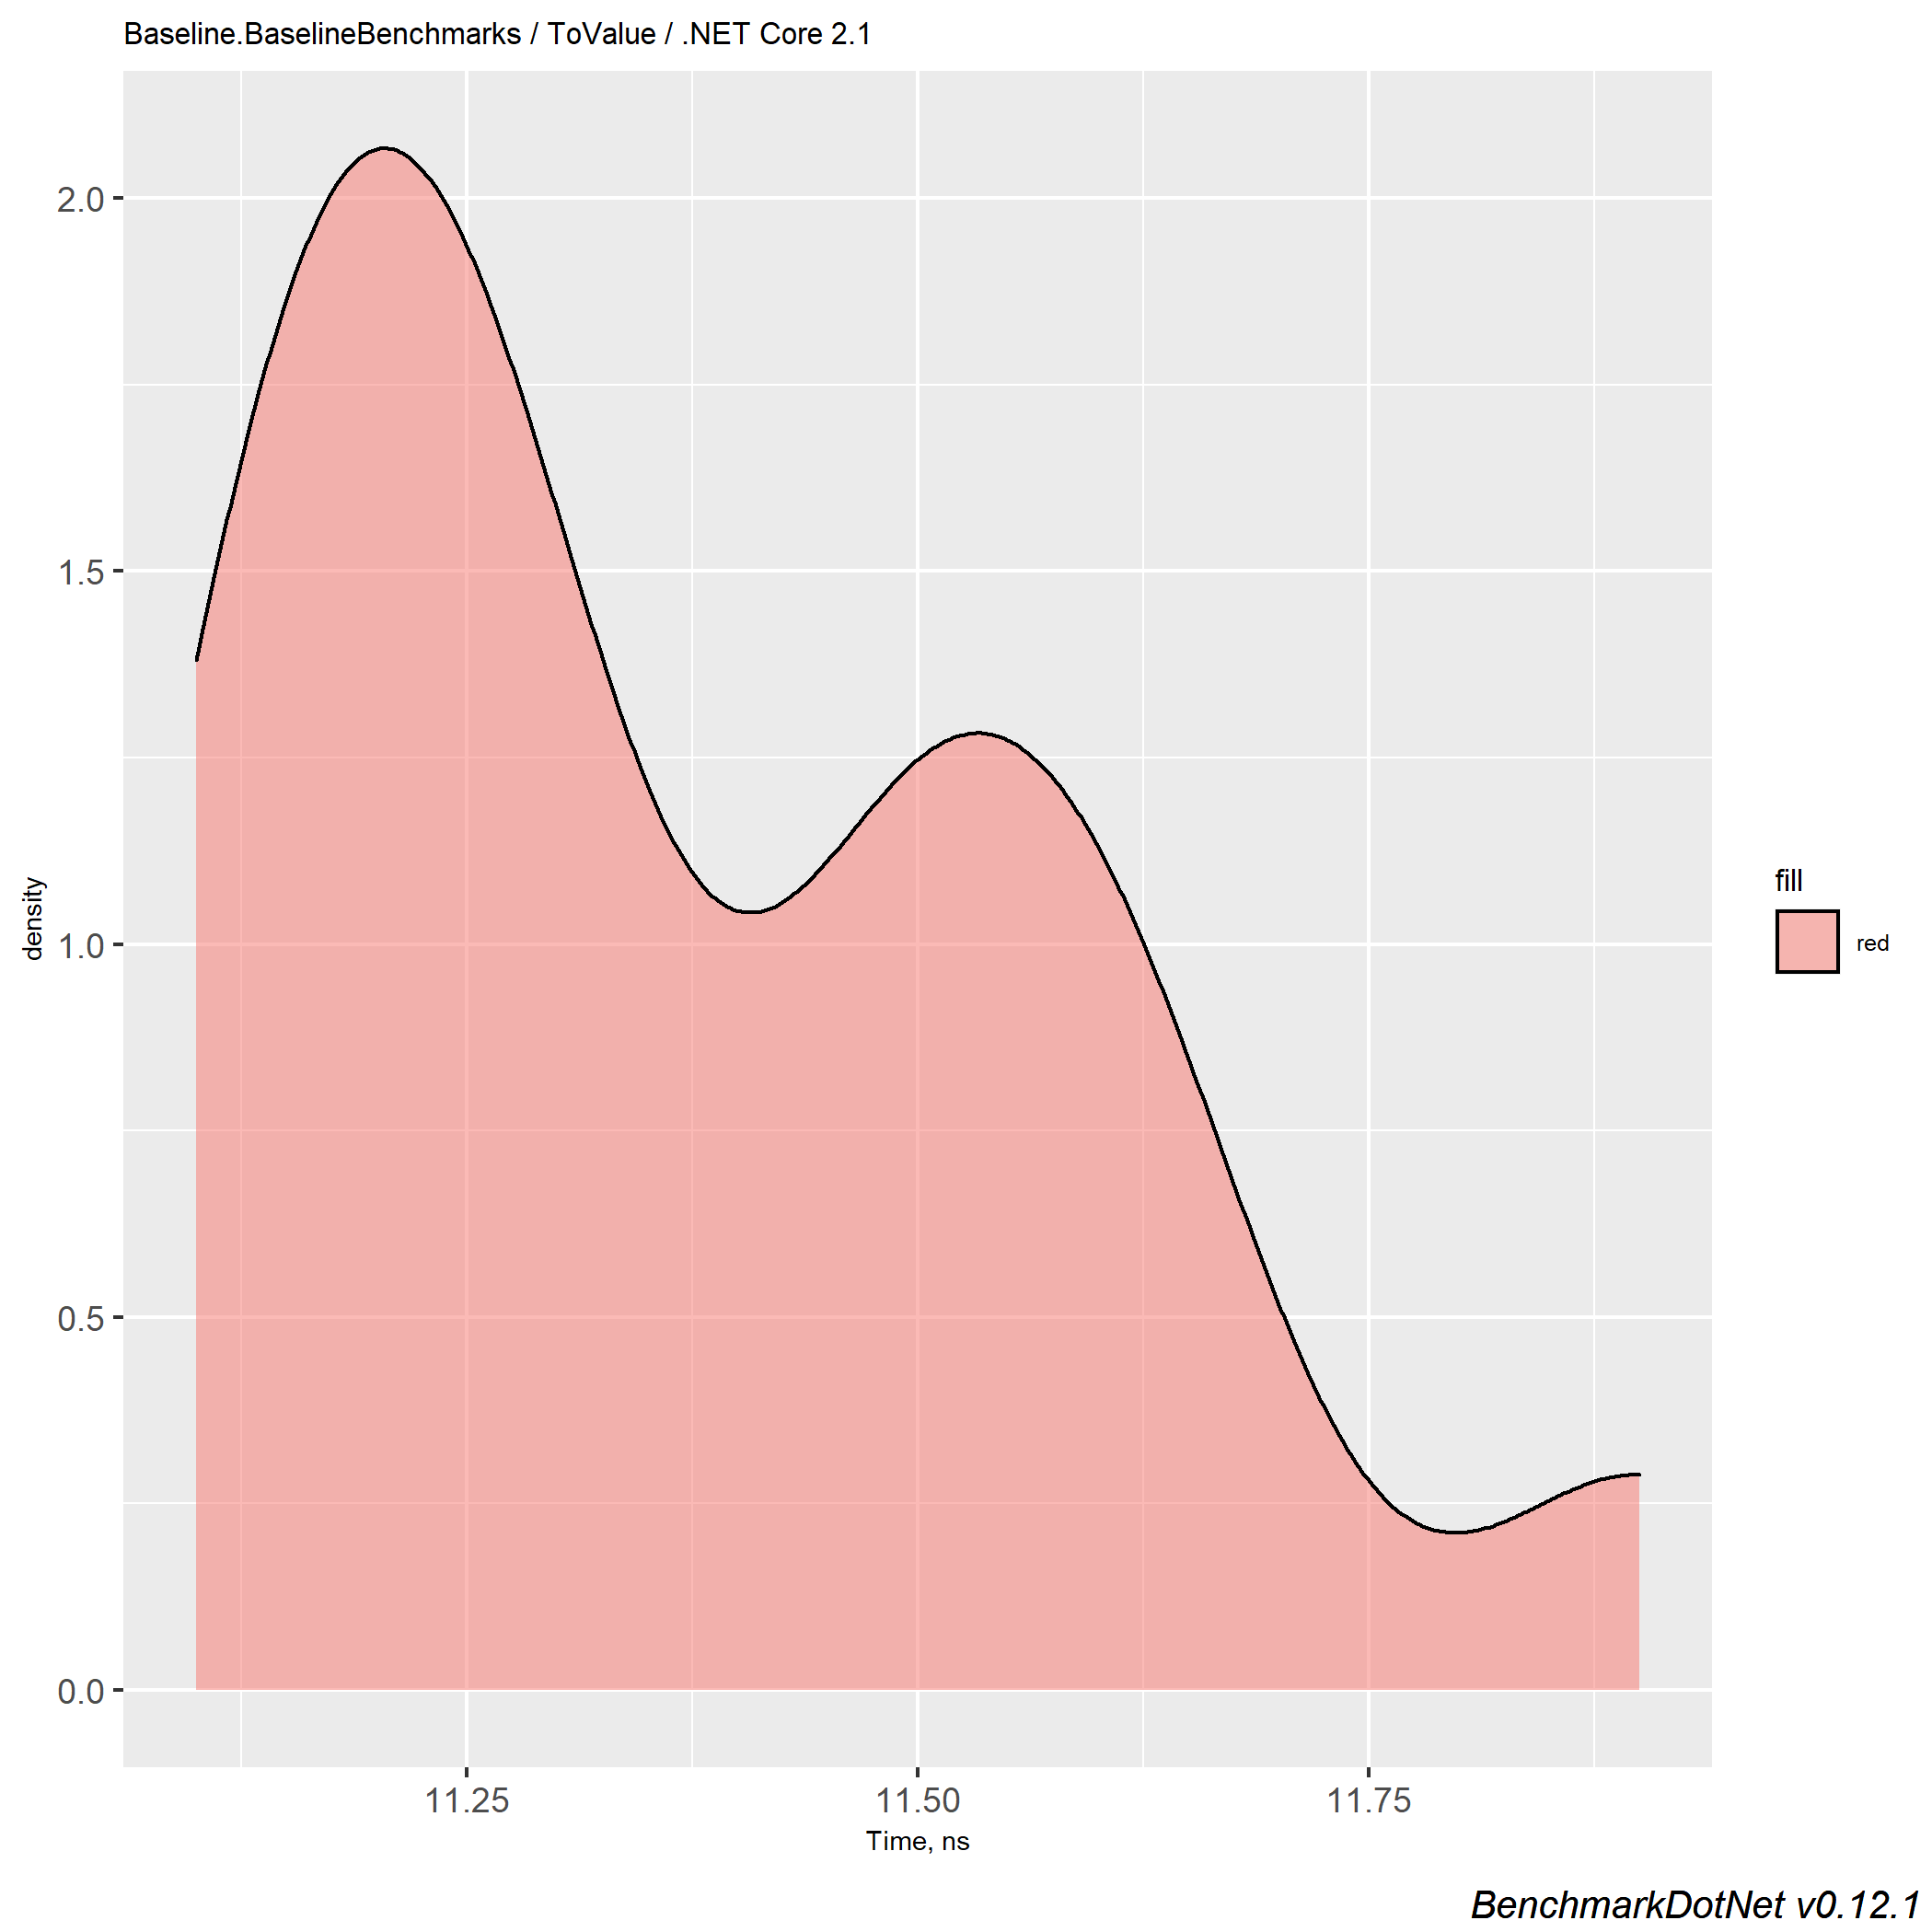 Baseline.BaselineBenchmarks / ToValue / .NET Core 2.1
2.0
1.5
1.0
0.5
0.0
density
11.25 11.50 11.75
Time, ns
fill
red
BenchmarkDotNet v0.12.1